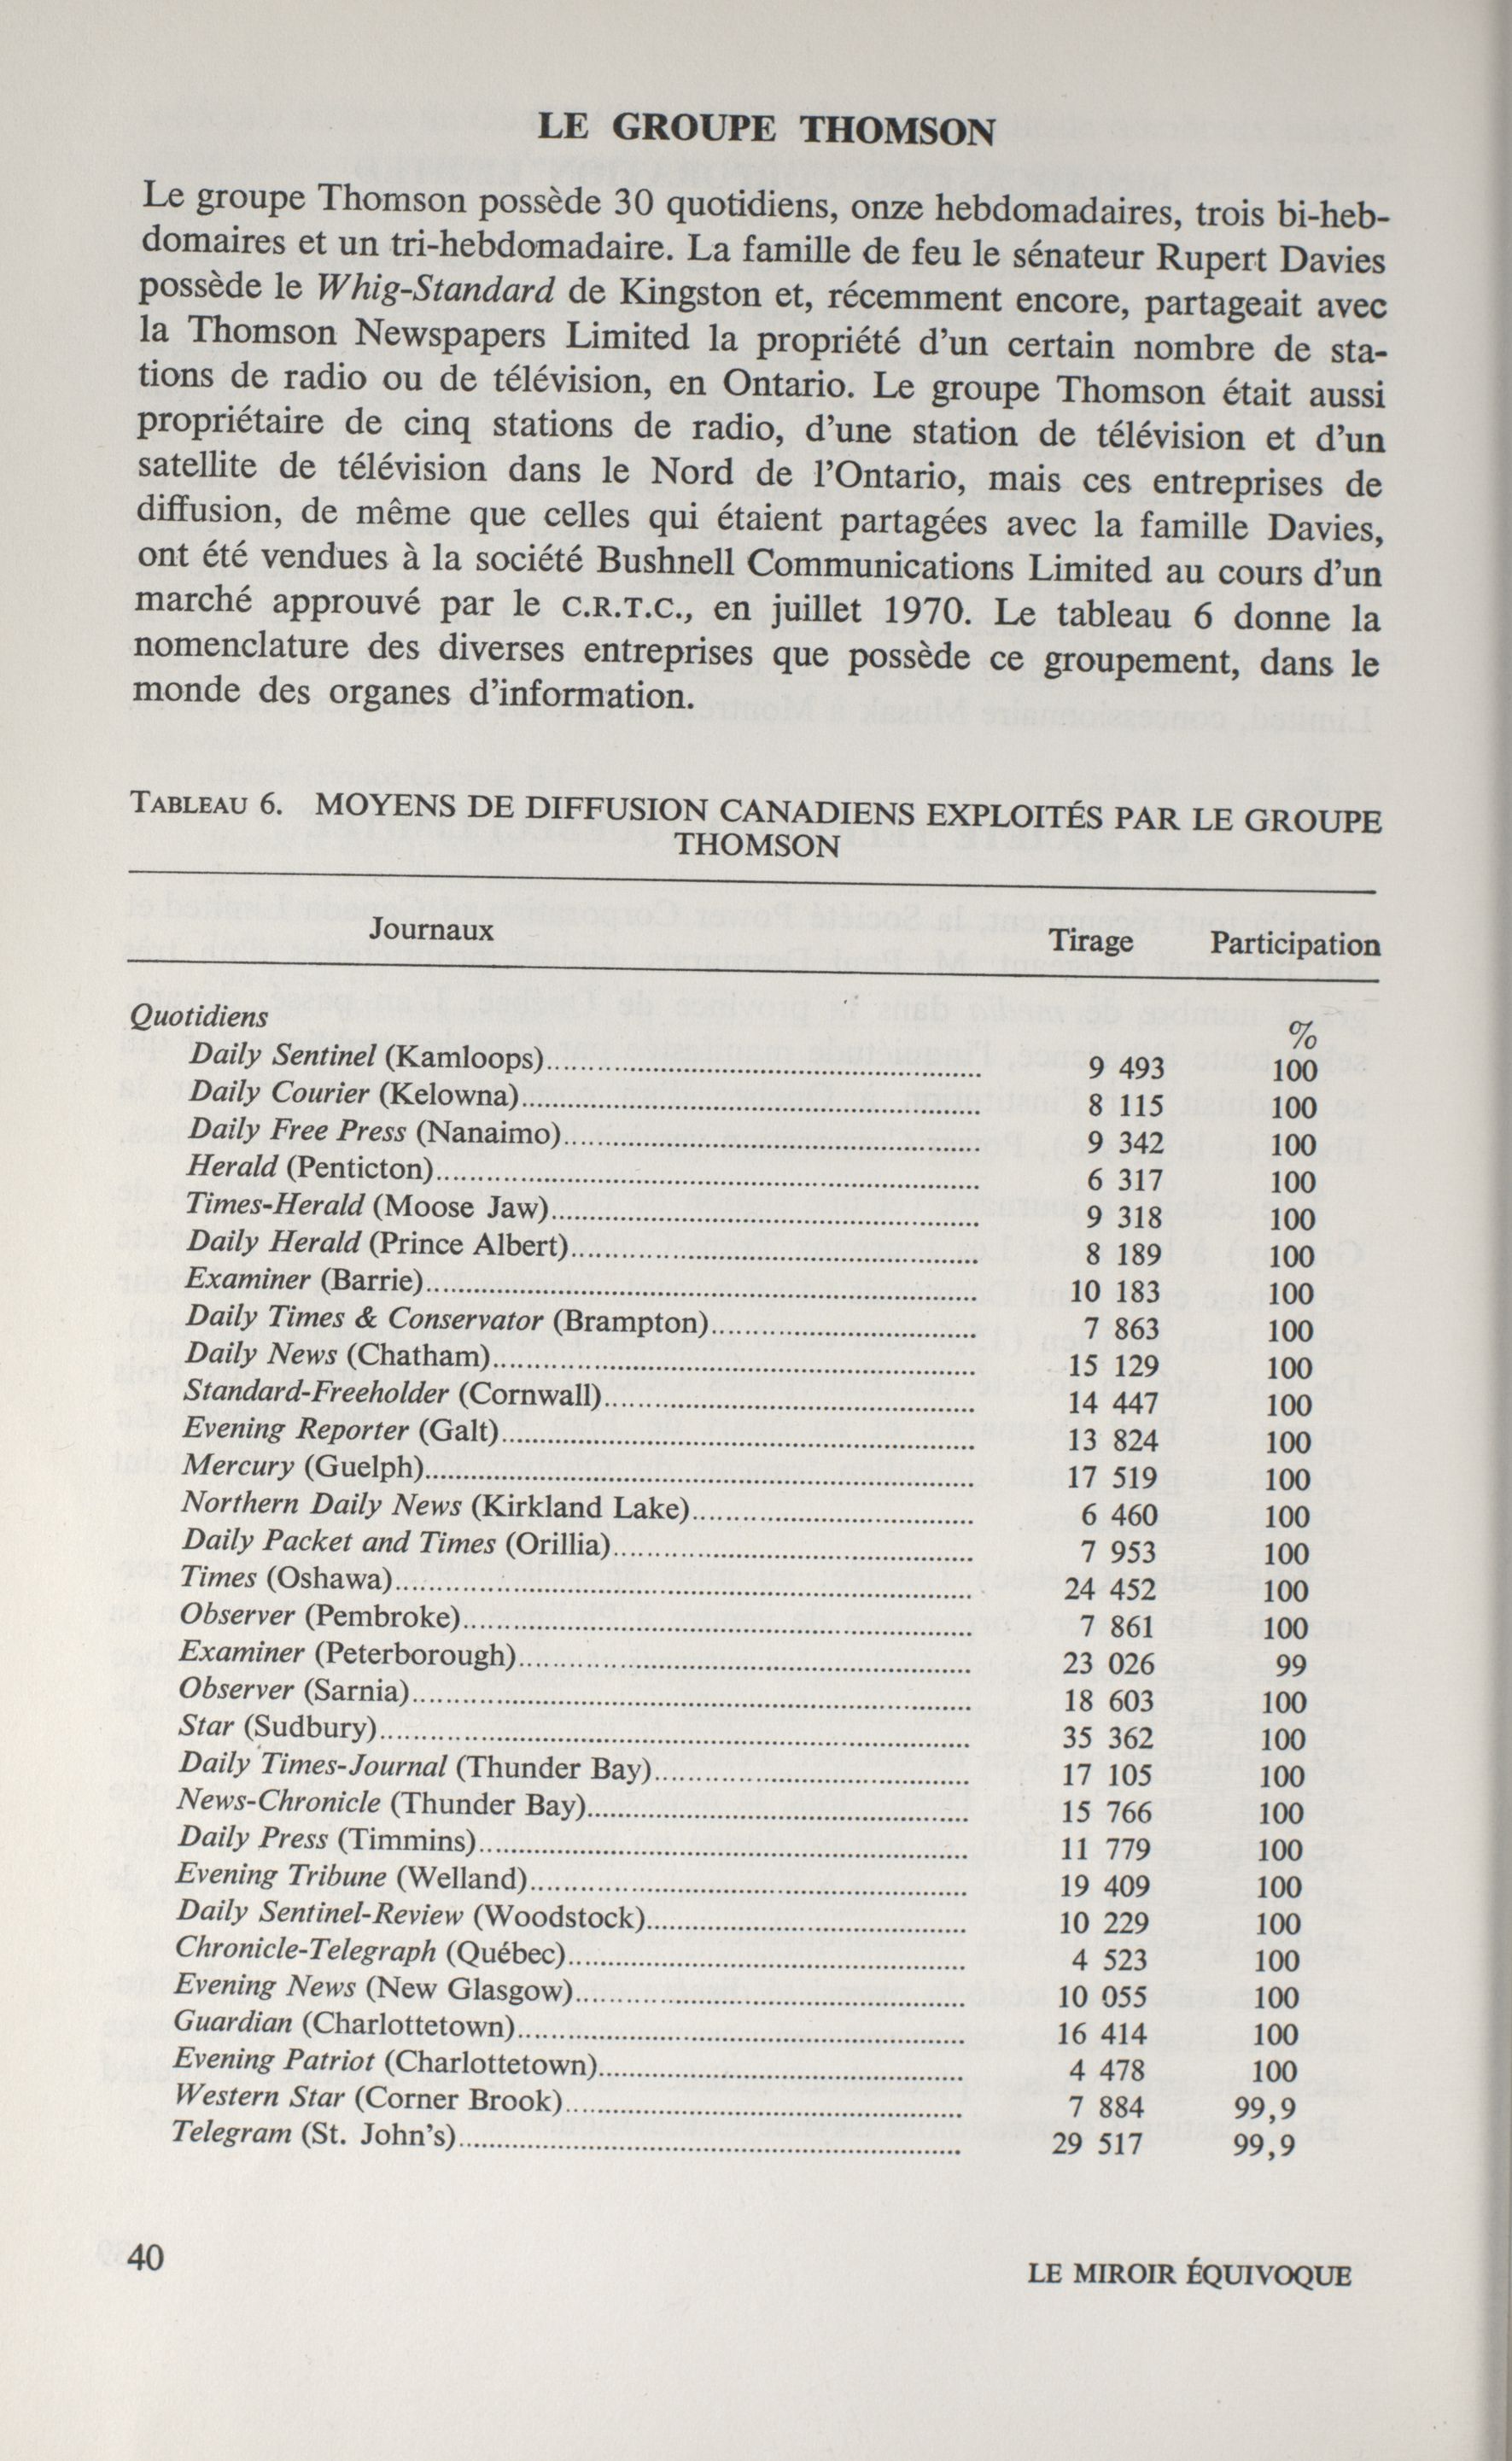 LE GROUPE THOMSON
Le groupe Thomson possède 30 quotidiens, onze hebdomadaires, trois bi-heb-
domaires et un tri-hebdomadaire. La famille de feu le sénateur Rupert Davies
possède le Whig-Standard de Kingston et, récemment encore, partageait avec
la Thomson Newspapers Limited la propriété d'un certain nombre de sta-
tions de radio ou de télévision, en Ontario. Le groupe Thomson était aussi
propriétaire de cinq stations de radio, d'une station de télévision et d'un
satellite de télévision dans le Nord de l'Ontario, mais ces entreprises de
diffusion, de même que celles qui étaient partagées avec la famille Davies,
ont été vendues à la société Bushnell Communications Limited au cours d'un
marché approuvé par le C.R.T.C., en juillet 1970. Le tableau 6 donne la
nomenclature des diverses entreprises que possède ce groupement, dans le
monde des organes d'information.
TABLEAU 6. MOYENS DE DIFFUSION CANADIENS EXPLOITÉS PAR LE GROUPE
THOMSON
Journaux Tirage Participation
Quotidiens %
Daily Sentinel (Kamloops) 9 493 100
Daily Courier (Kelowna) 8 115 100
Daily Free Press (Nanaimo) 9 342 100
Herald (Penticton) 6 317 100
Times-Herald (Moose Jaw) 9 318 100
Daily Herald (Prince Albert) 8 189 100
Examiner (Barrie) 10 183 100
Daily Times & Conservator (Brampton) 7 863 100
Daily News (Chatham) 15 129 100
Standard-Freeholder (Cornwall) 14 447 100
Evening Reporter (Galt) 13 824 100
Mercury (Guelph) 17 519 100
Northern Daily News (Kirkland Lake) 6 460 100
Daily Packet and Times (Orillia) 7 953 100
Times (Oshawa) 24 452 100
Observer (Pembroke) 7 861 100
Examiner (Peterborough) 23 026 99
Observer (Sarnia) 18 603 100
Star (Sudbury) 35 362 100
Daily Times-Journal (Thunder Bay) 17 105 100
News-Chronicle (Thunder Bay) 15 766 100
Daily Press (Timmins) 11 779 100
Evening Tribune (Welland) 19 409 100
Daily Sentinel-Review (Woodstock) 10 229 100
Chronicle-Telegraph (Québec) 4 523 100
Evening News (New Glasgow) 10 055 100
Guardian (Charlottetown) 16 414 100
Evening Patriot (Charlottetown) 4 478 100
Western Star (Corner Brook) 7 884 99,9
Telegram (St. John's) 29 517 99,9
40 LE MIROIR ÉQUIVOQUE